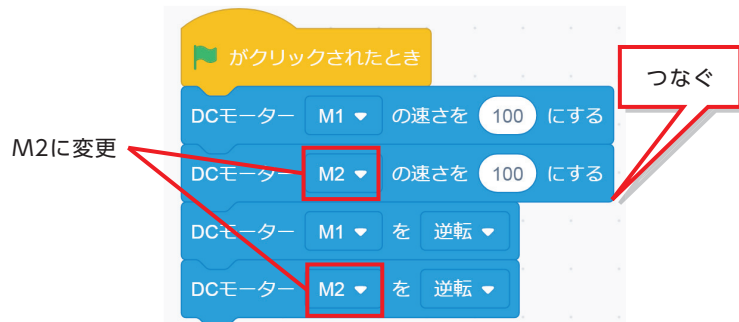 がクリックされたとき
つなぐ
DCモーター M1 の速さを 100 にする
M2に変更
DCモーター M2 の速さを 100 にする
DCモーター M1 を 逆転
DCモーター M2 を 逆転